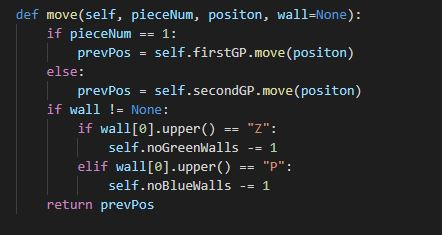 def move(self, pieceNum, positon, wall=None):
    if pieceNum == 1:
        prevPos = self.firstGP.move(positon)
    else:
        prevPos = self.secondGP.move(positon)
    if wall != None:
        if wall[0].upper() == "Z":
            self.noGreenWalls -= 1
        elif wall[0].upper() == "P":
            self.noBlueWalls -= 1
    return prevPos